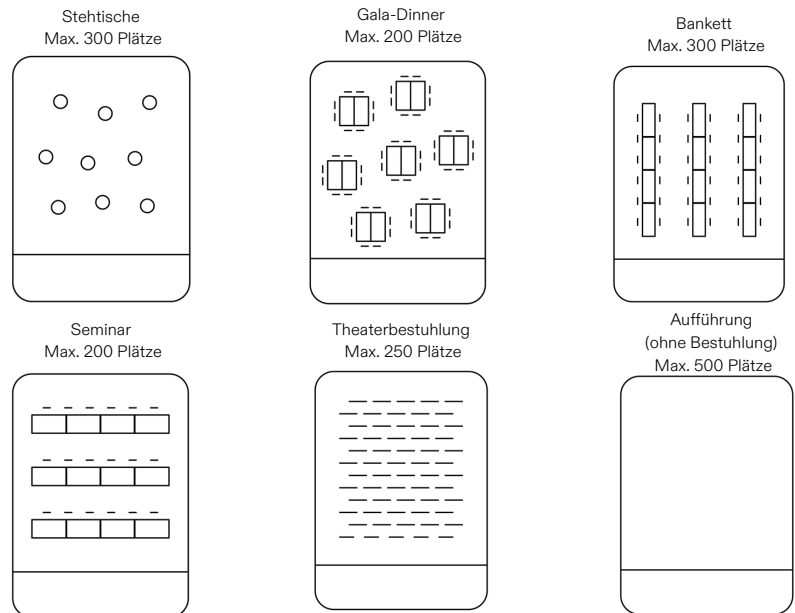 Stehtische
Max. 300 Plätze
Gala-Dinner
Max. 200 Plätze
Bankett
Max. 300 Plätze
Seminar
Max. 200 Plätze
Theaterbestuhlung
Max. 250 Plätze
Aufführung
(ohne Bestuhlung)
Max. 500 Plätze